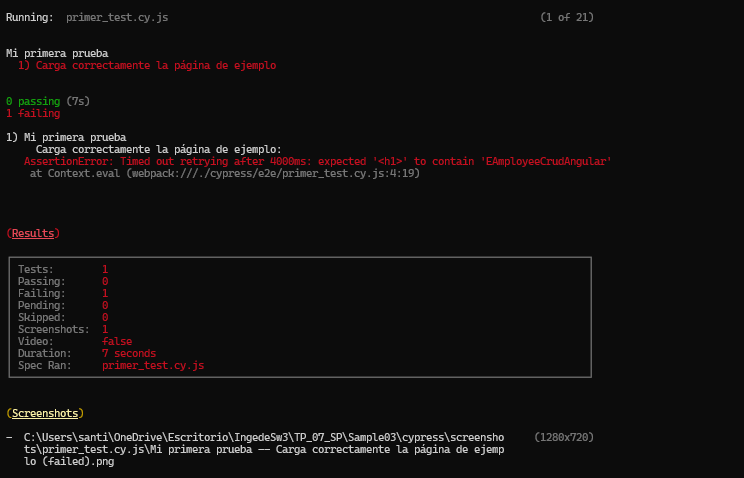 Running:  primer_test.cy.js (1 of 21)
Mi primera prueba
1) Carga correctamente la página de ejemplo
0 passing (7s)
1 failing
1) Mi primera prueba
Carga correctamente la página de ejemplo:
AssertionError: Timed out retrying after 4000ms: expected '<h1>' to contain 'EAmployeeCrudAngular'
at Context.eval (webpack:///./cypress/e2e/primer_test.cy.js:4:19)
(Results)
Tests: 1
Passing: 0
Failing: 1
Pending: 0
Skipped: 0
Screenshots: 1
Video: false
Duration: 7 seconds
Spec Ran: primer_test.cy.js
(Screenshots)
- C:\Users\santi\OneDrive\Escritorio\IngedeSw3\TP_07_SP\Sample03\cypress\screensho (1280x720)
ts\primer_test.cy.js\Mi primera prueba -- Carga correctamente la página de ejemp
lo (failed).png